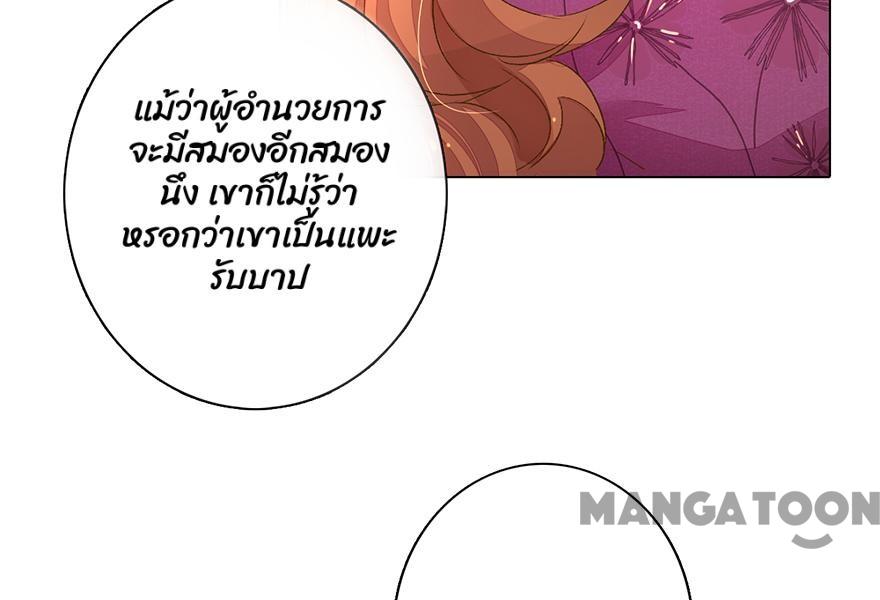 แม้ว่าผู้อำนวยการ
จะมีสมองอีกสมอง
นึง เขาก็ไม่รู้ว่า
หรอกว่าเขาเป็นแพะ
รับบาป
MANGATOON